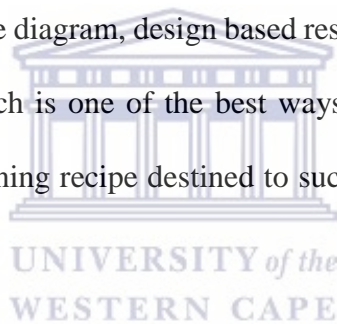 e diagram, design based res
ch is one of the best ways
ning recipe destined to suc
UNIVERSITY of the
WESTERN CAPE